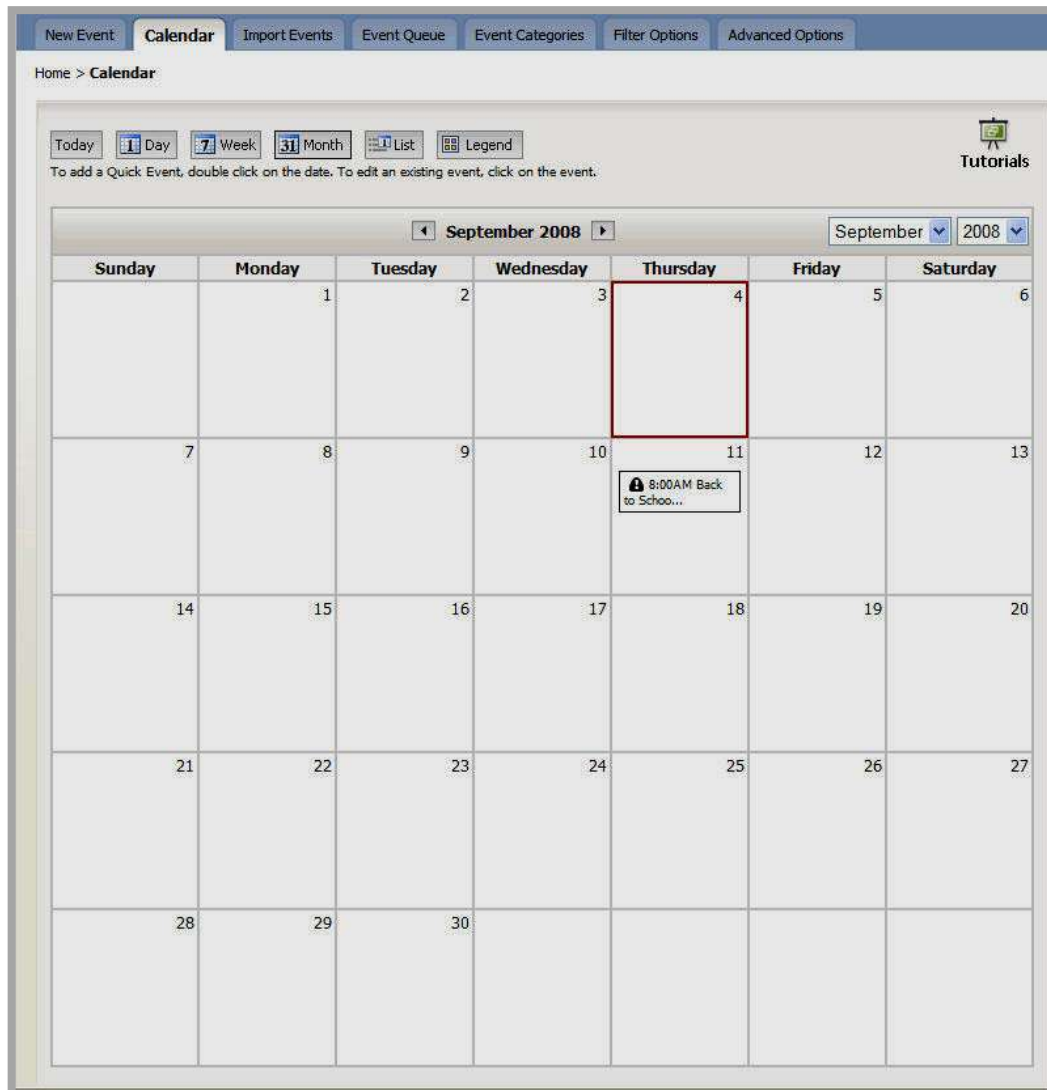 New Event Calendar Import Events Event Queue Event Categories Filter Options Advanced Options
Home > Calendar
Today 1 Day 7 Week 31 Month 1 List Legend
Tutorials
To add a Quick Event, double click on the date. To edit an existing event, click on the event.
September 2008 September 2008
Sunday Monday Tuesday Wednesday Thursday Friday Saturday
1 2 3 4 5 6
7 8 9 10 11 12 13
8:00AM Back
to Schoo...
14 15 16 17 18 19 20
21 22 23 24 25 26 27
28 29 30